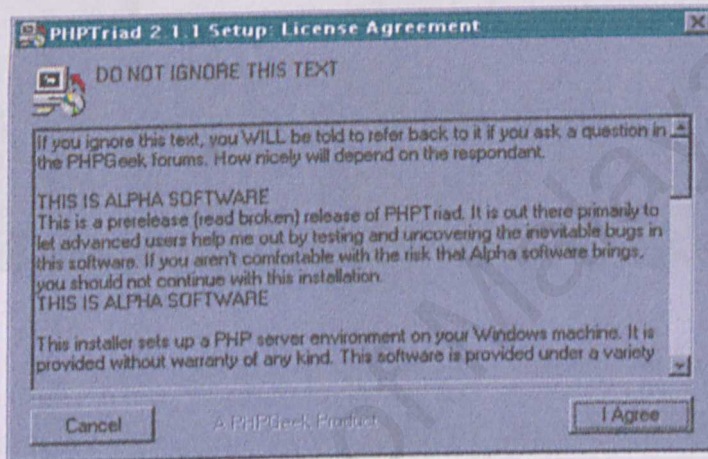 PHPTriad 2.1.1 Setup: License Agreement
DO NOT IGNORE THIS TEXT
If you ignore this text, you WILL be told to refer back to it if you ask a question in
the PHPGeek forums. How nicely will depend on the respondant.
THIS IS ALPHA SOFTWARE
This is a prerelease (read broken) release of PHPTriad. It is out there primarily to
let advanced users help me out by testing and uncovering the inevitable bugs in
this software. If you aren't comfortable with the risk that Alpha software brings,
you should not continue with this installation.
THIS IS ALPHA SOFTWARE
This installer sets up a PHP server environment on your Windows machine. It is
provided without warranty of any kind. This software is provided under a variety
Cancel
A PHPGeek Product
I Agree
of Malaya